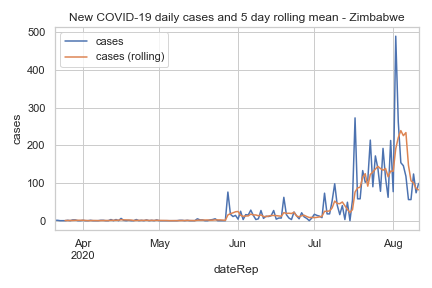 New COVID-19 daily cases and 5 day rolling mean - Zimbabwe
cases
cases (rolling)
500
400
300
200
100
0
cases
Apr
2020
May
Jun
Jul
Aug
dateRep